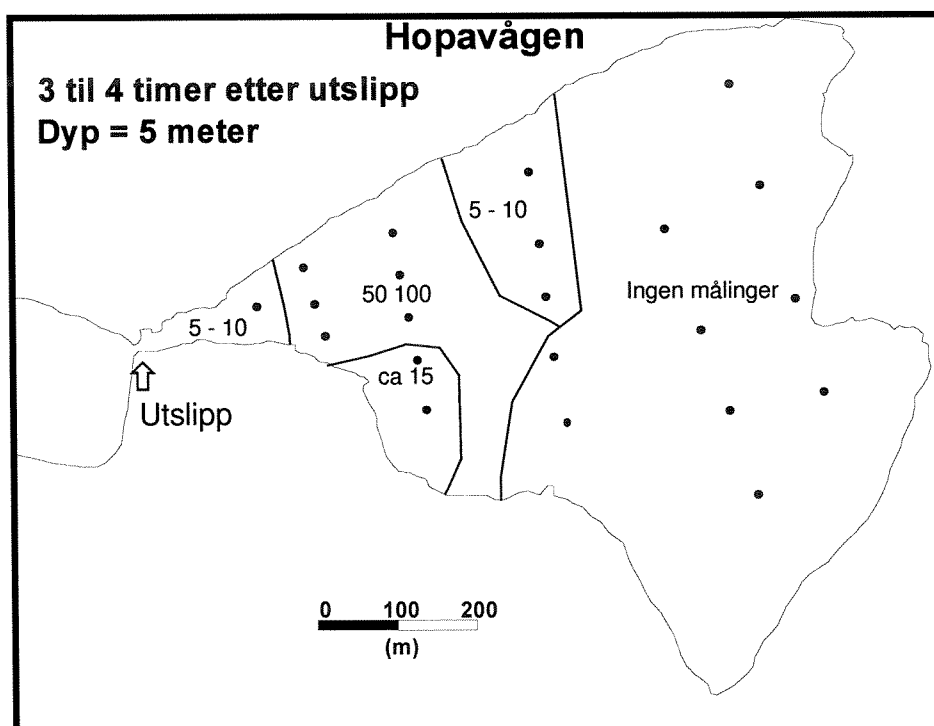 Hopavågen
3 til 4 timer etter utslipp
Dyp = 5 meter
5 - 10
50 100
Ingen målinger
5 - 10
ca 15
Utslipp
0 100 200
(m)